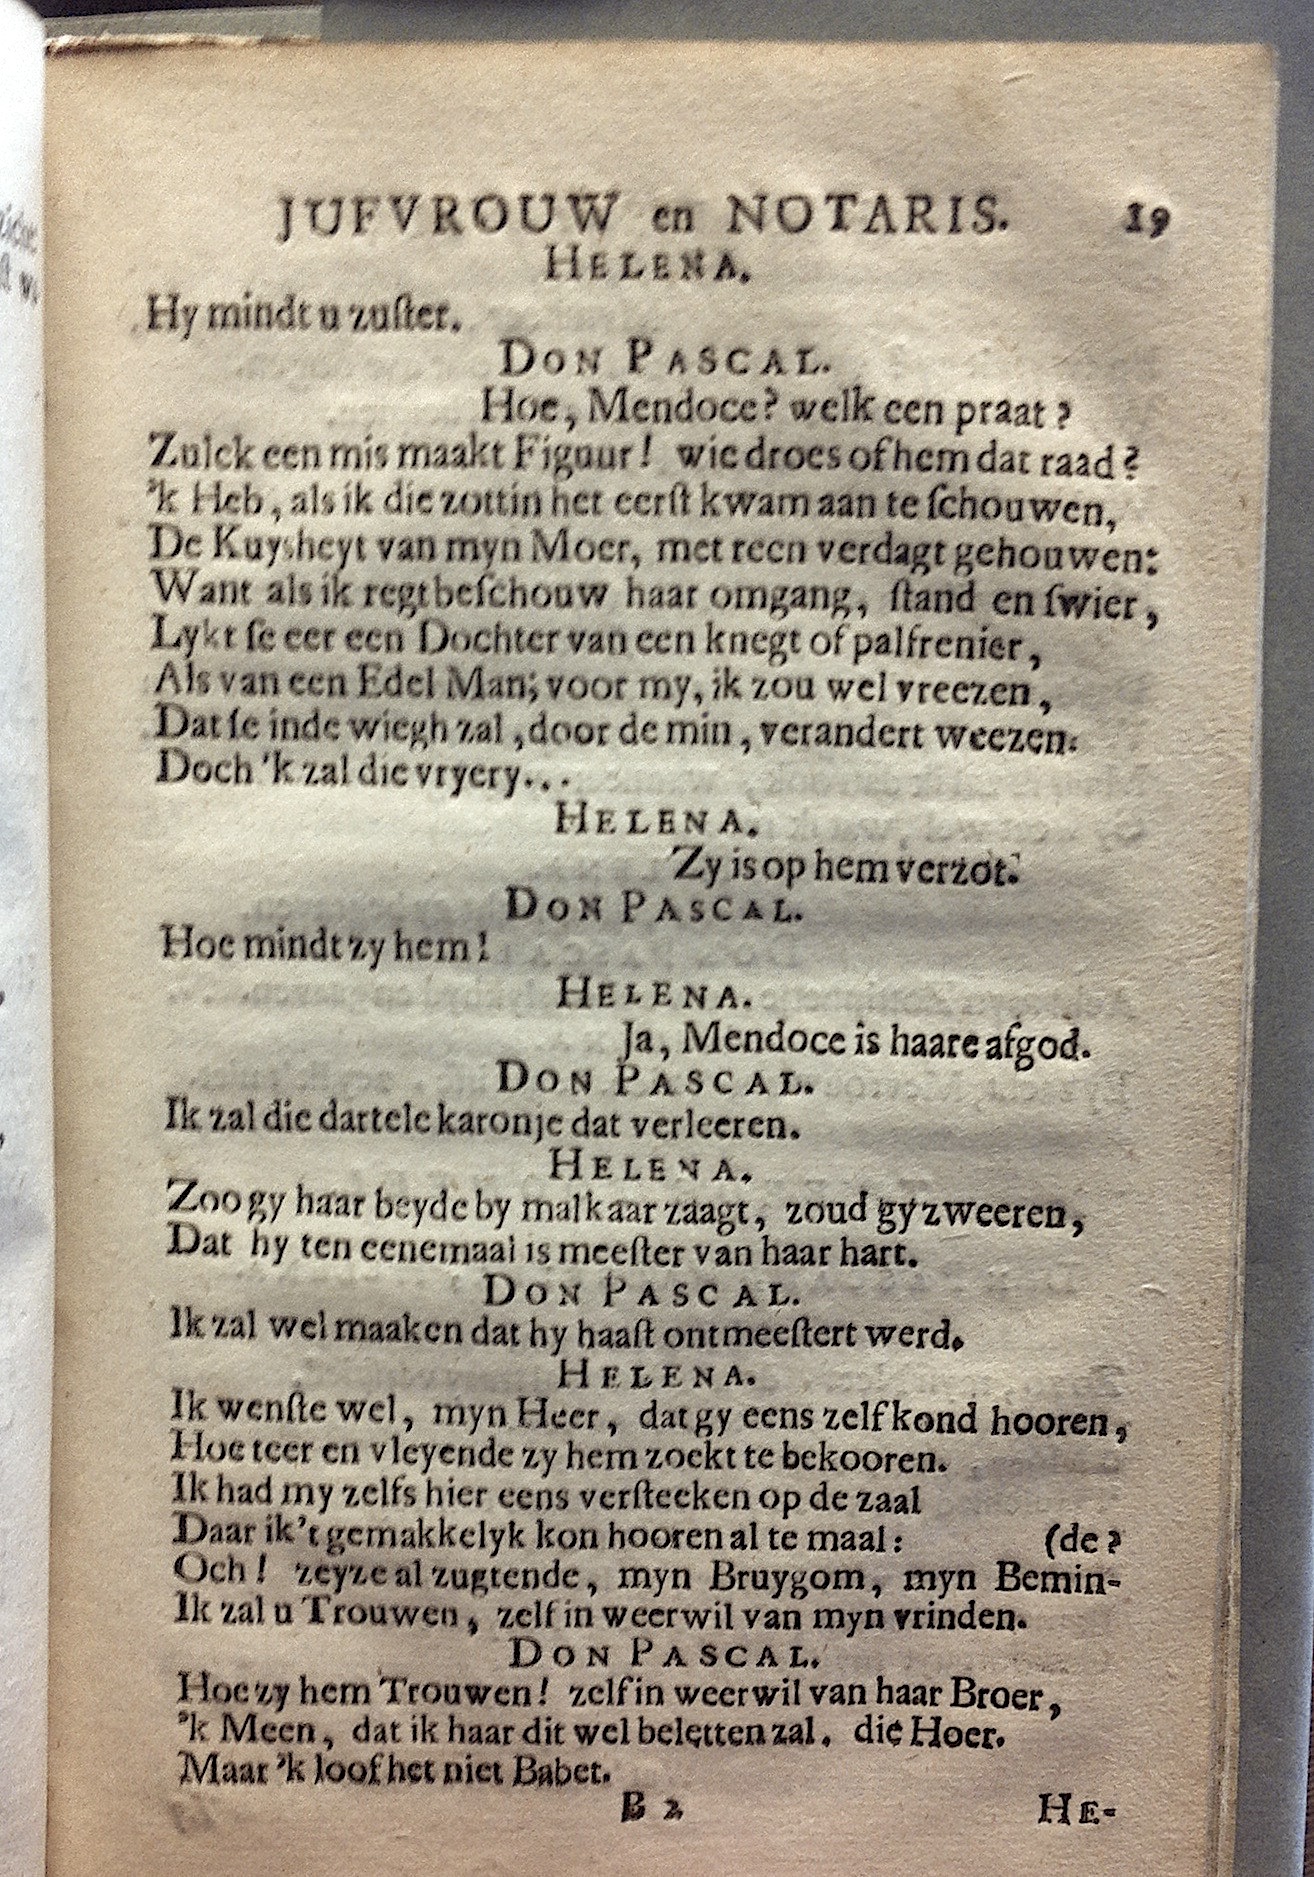 JUFVROUW en NOTARIS. 19
HELENA.
Hy mindt u zuſter.
DON PASCAL.
Hoe, Mendoce? welk een praat?
Zulck een mis maakt Figuur! wie droes of hem dat raad?
'k Heb, als ik die zottin het eerſt kwam aan te ſchouwen,
De Kuysheyt van myn Moer, met reen verdagt gehouwen:
Want als ik regt beſchouw haar omgang, ſtand en ſwier,
Lykt ſe eer een Dochter van een knegt of palfrenier,
Als van een Edel Man; voor my, ik zou wel vreezen,
Dat ſe inde wiegh zal, door de min, verandert weezen.
Doch 'k zal die vryery...
HELENA.
Zy is op hem verzot.
DON PASCAL.
Hoe mindt zy hem!
HELENA.
Ja, Mendoce is haare afgod.
DON PASCAL.
Ik zal die dartele karonje dat verleeren.
HELENA.
Zoo gy haar beyde by malkaar zaagt, zoud gy zweeren,
Dat hy ten eenemaal is meeſter van haar hart.
DON PASCAL.
Ik zal wel maaken dat hy haaſt ontmeeſtert werd.
HELENA.
Ik wenſte wel, myn Heer, dat gy eens zelf kond hooren,
Hoe teer en vleyende zy hem zoekt te bekooren.
Ik had my zelfs hier eens verſteeken op de zaal
Daar ik 't gemakkelyk kon hooren al te maal: (de?
Och! zeyze al zugtende, myn Bruygom, myn Bemin-
Ik zal u Trouwen, zelf in weerwil van myn vrinden.
DON PASCAL.
Hoe zy hem Trouwen! zelf in weerwil van haar Broer,
'k Meen, dat ik haar dit wel beletten zal. die Hoer.
Maar 'k loof het niet Babet.
B 2 HE-